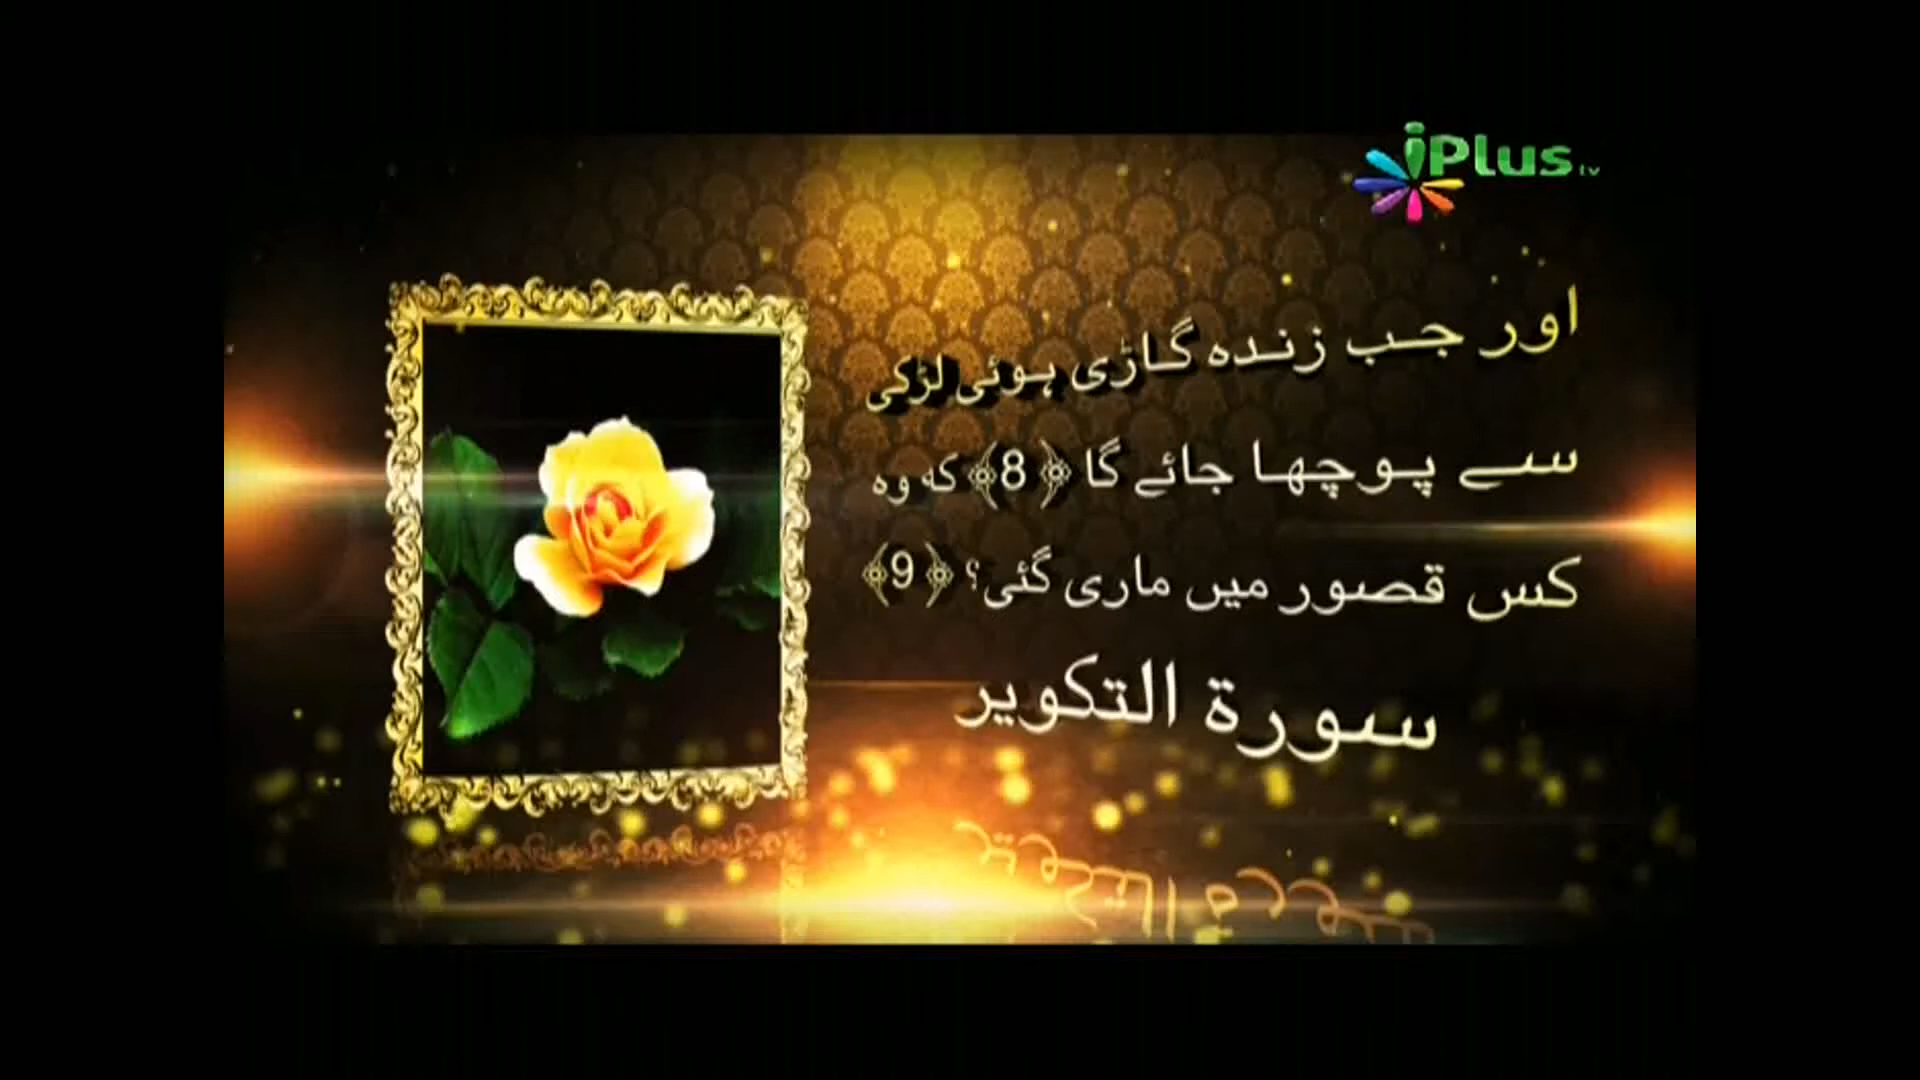 iPlus tv
اور جب زندہ گاڑی ہوئی لڑکی
سے پوچھا جائے گا ﴿8﴾ کہ وہ
کس قصور میں ماری گئی؟ ﴿9﴾
سورة التكوير